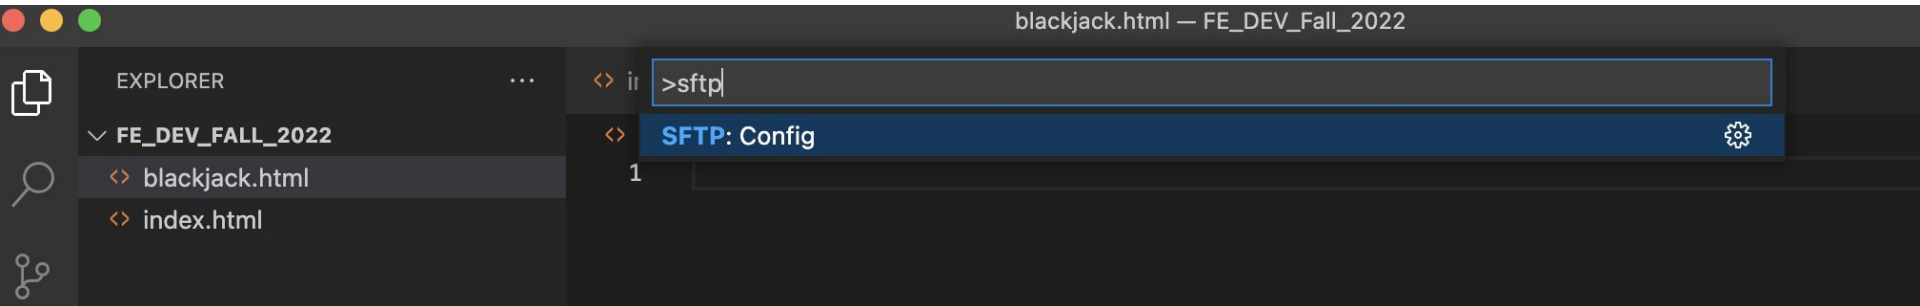 blackjack.html — FE_DEV_Fall_2022
EXPLORER
FE_DEV_FALL_2022
blackjack.html
index.html
>sftp
SFTP: Config
1